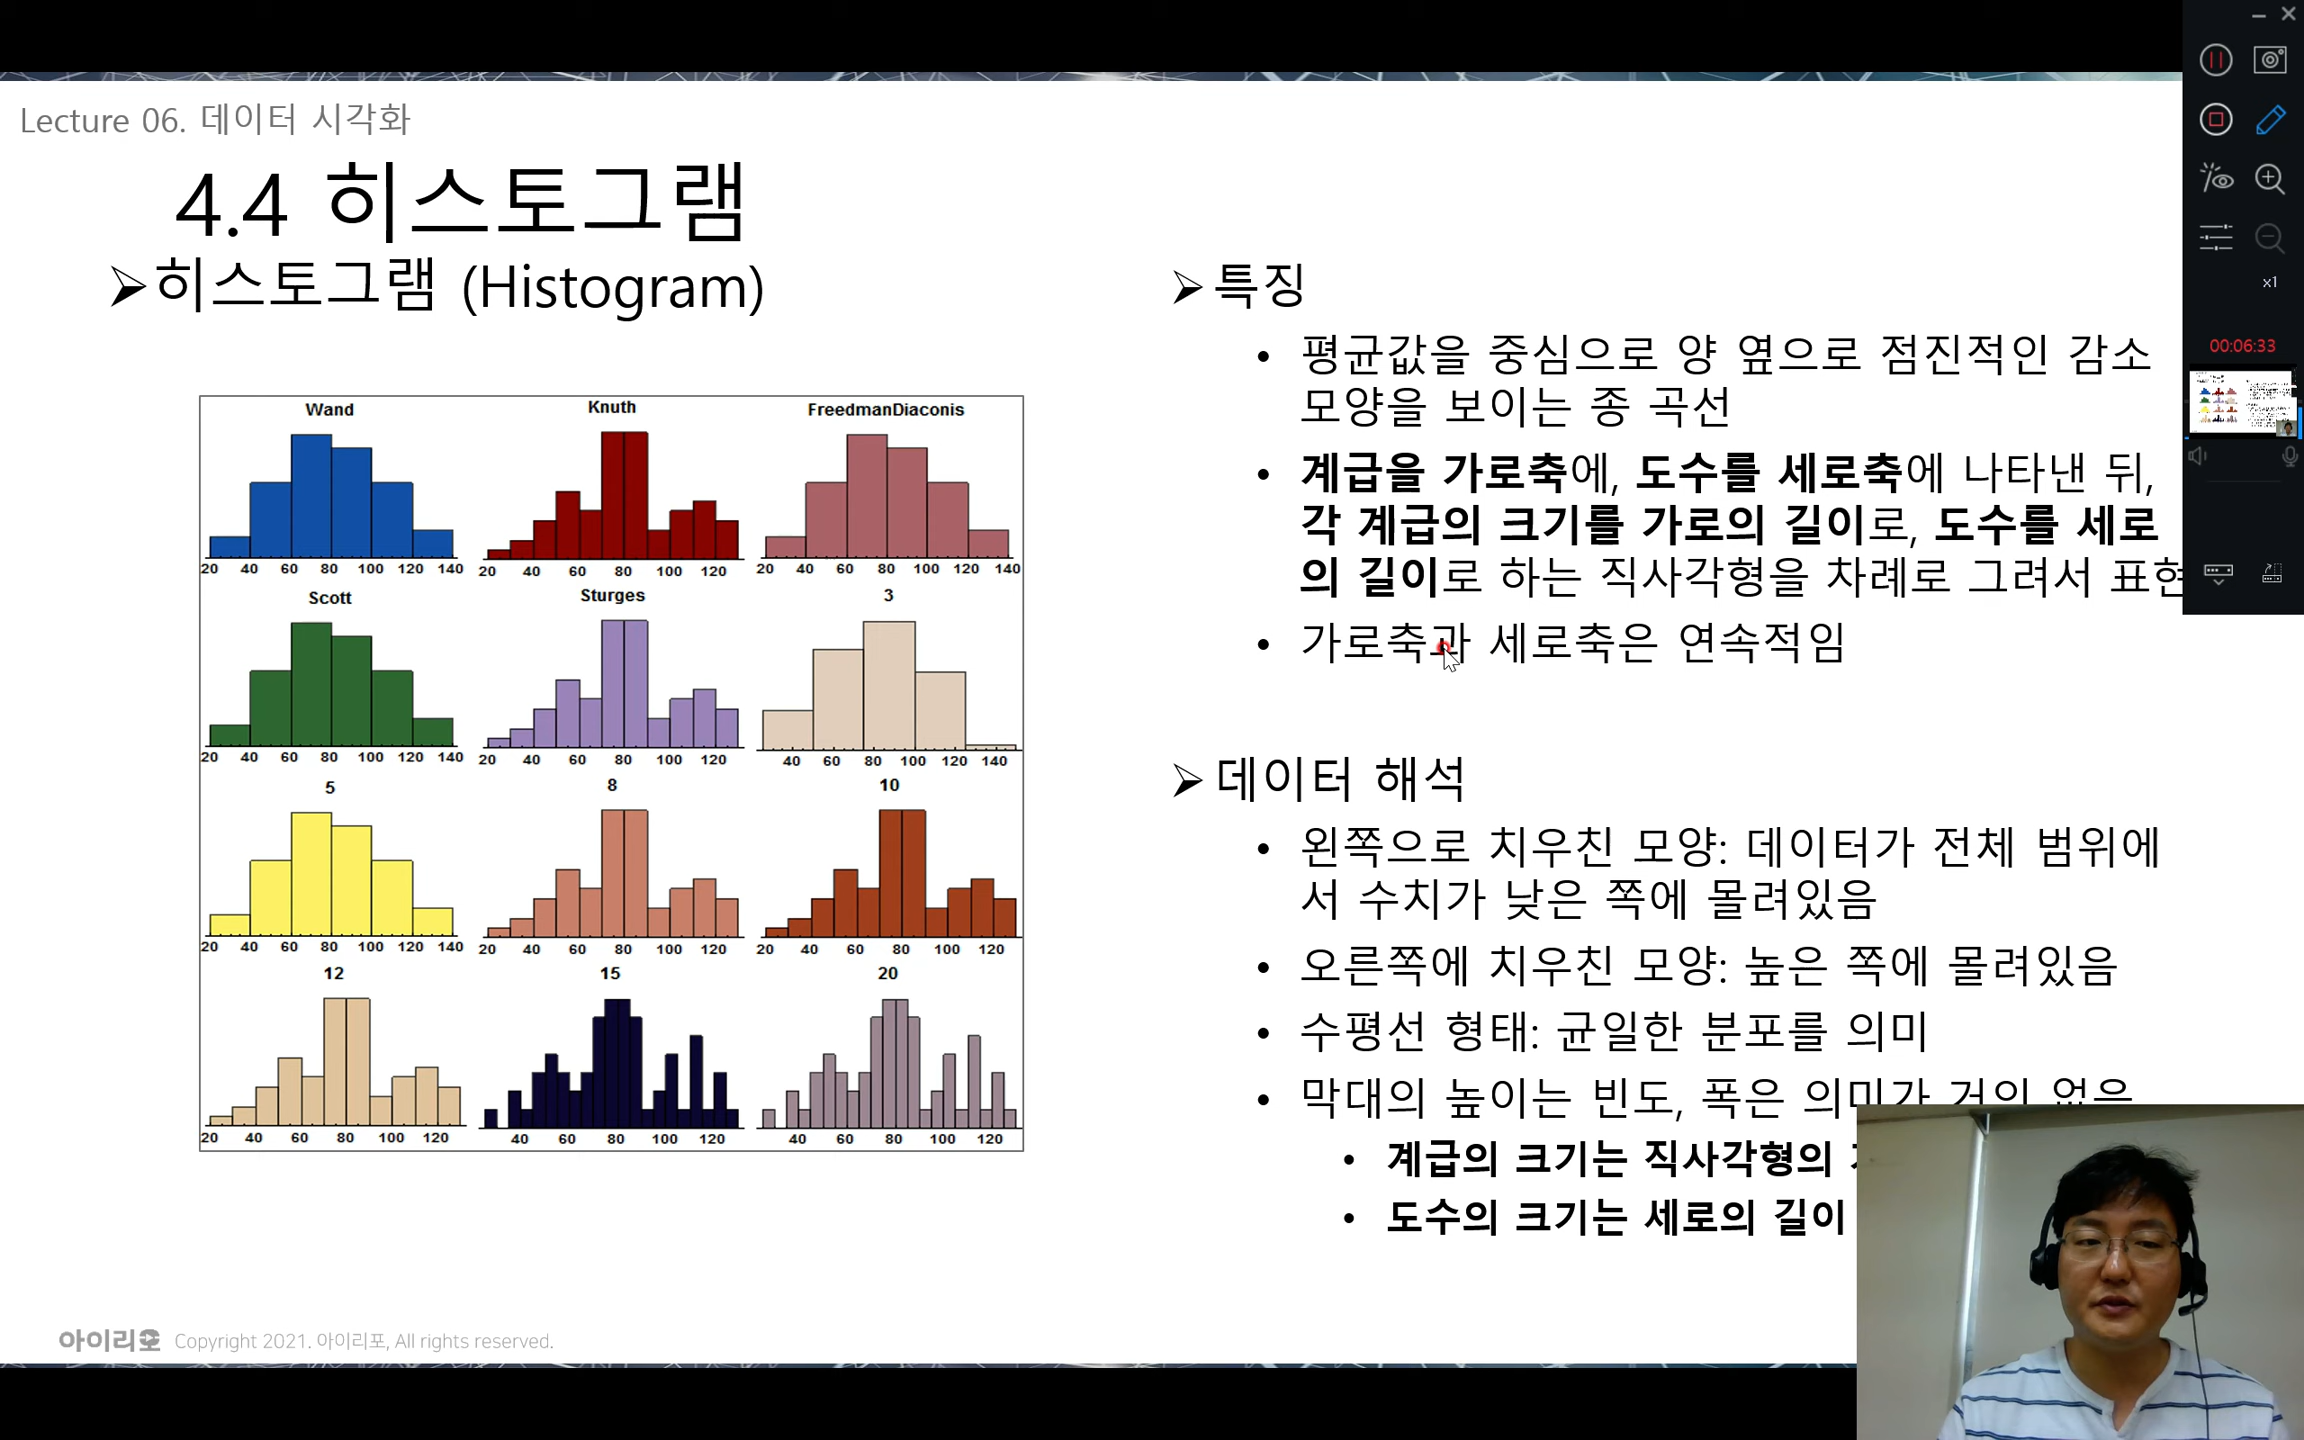 Lecture 06. 데이터 시각화
4.4 히스토그램
➢히스토그램 (Histogram)
Wand
Knuth
FreedmanDiaconis
20 40 60 80 100 120 140
20 40 60 80 100 120
20 40 60 80 100 120 140
Scott
Sturges
3
20 40 60 80 100 120 140
20 40 60 80 100 120
40 60 80 100 120 140
5
8
10
20 40 60 80 100 120 140
20 40 60 80 100 120
20 40 60 80 100 120
12
15
20
20 40 60 80 100 120
40 60 80 100 120
40 60 80 100 120
➢특징
• 평균값을 중심으로 양 옆으로 점진적인 감소
모양을 보이는 종 곡선
• 계급을 가로축에, 도수를 세로축에 나타낸 뒤,
각 계급의 크기를 가로의 길이로, 도수를 세로
의 길이로 하는 직사각형을 차례로 그려서 표현
• 가로축과 세로축은 연속적임
➢데이터 해석
• 왼쪽으로 치우친 모양: 데이터가 전체 범위에
서 수치가 낮은 쪽에 몰려있음
• 오른쪽에 치우친 모양: 높은 쪽에 몰려있음
• 수평선 형태: 균일한 분포를 의미
• 막대의 높이는 빈도, 폭은 의미가 거의 없음
• 계급의 크기는 직사각형의
• 도수의 크기는 세로의 길이
아이리포 Copyright 2021. 아이리포, All rights reserved.
x1
00:06:33